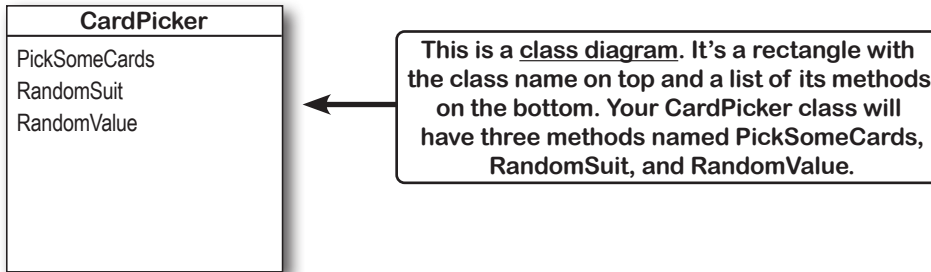 CardPicker
PickSomeCards
RandomSuit
RandomValue
This is a class diagram. It’s a rectangle with
the class name on top and a list of its methods
on the bottom. Your CardPicker class will
have three methods named PickSomeCards,
RandomSuit, and RandomValue.